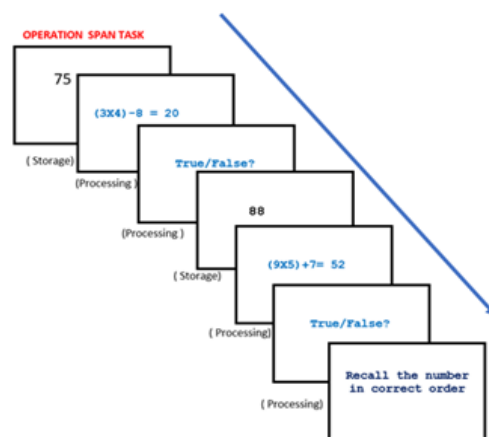 OPERATION SPAN TASK
75
(3X4)-8 = 20
( Storage)
(Processing )
True/False?
(Processing )
88
( Storage)
(9X5)+7= 52
( Processing)
True/False?
( Processing)
Recall the number
in correct order